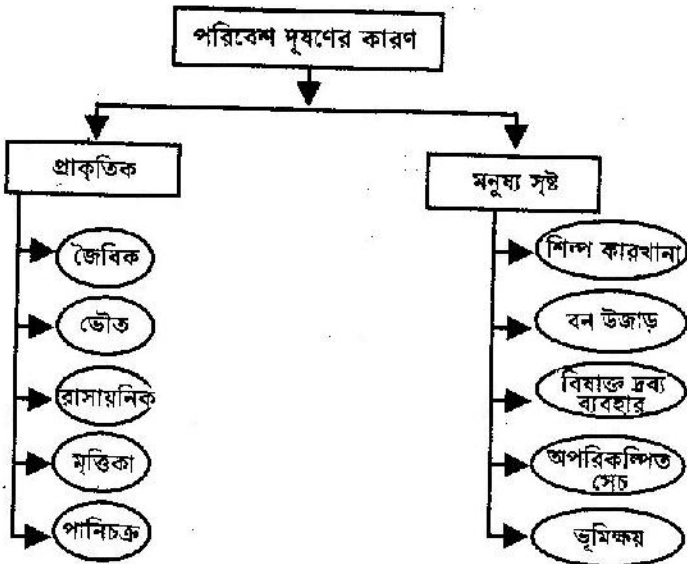 পরিবেশ দূষণের কারণ
প্রাকৃতিক
জৈবিক
ভৌত
রাসায়নিক
মৃত্তিকা
পানিচক্র
মনুষ্য সৃষ্ট
শিল্প কারখানা
বন উজাড়
বিষাক্ত দ্রব্য
ব্যবহার
অপরিকল্পিত
সেচ
ভূমিক্ষয়